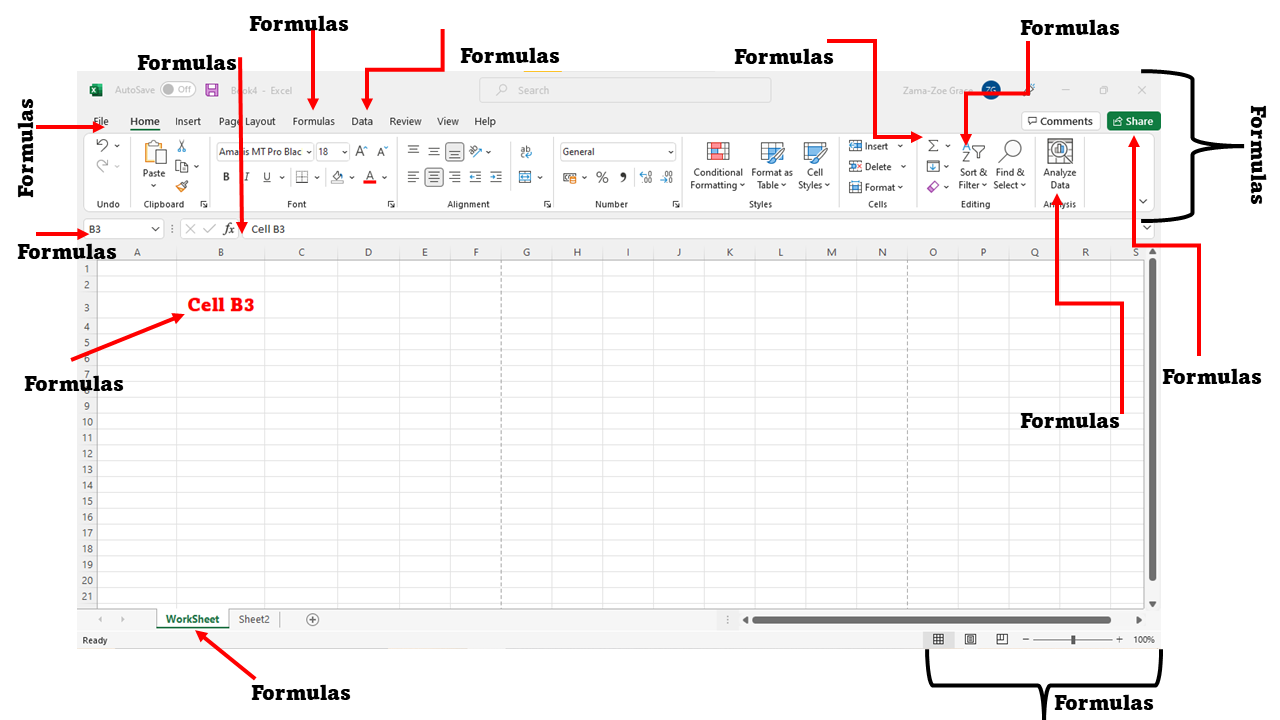 Formulas
Formulas
Formulas
Formulas
Formulas
Formulas
Formulas
AutoSave Off Book4 - Excel Search Zama-Zoe Grace ZG
File Home Insert Page Layout Formulas Data Review View Help Comments Share
Formulas
Amasis MT Pro Blac 18 General Insert
Paste Conditional Formatting Format as Table Cell Styles Delete Sort & Filter Find & Select Analyze Data
B I U Format
Undo Clipboard Font Alignment Number Styles Cells Editing Analysis
B3 fx Cell B3
Formulas
A B C D E F G H I J K L M N O P Q R S
1
2
3 Cell B3
4
5
6
7
Formulas
Formulas
8
9
10
Formulas
11
12
13
14
15
16
17
18
19
20
21
WorkSheet Sheet2
Ready 100%
Formulas
Formulas